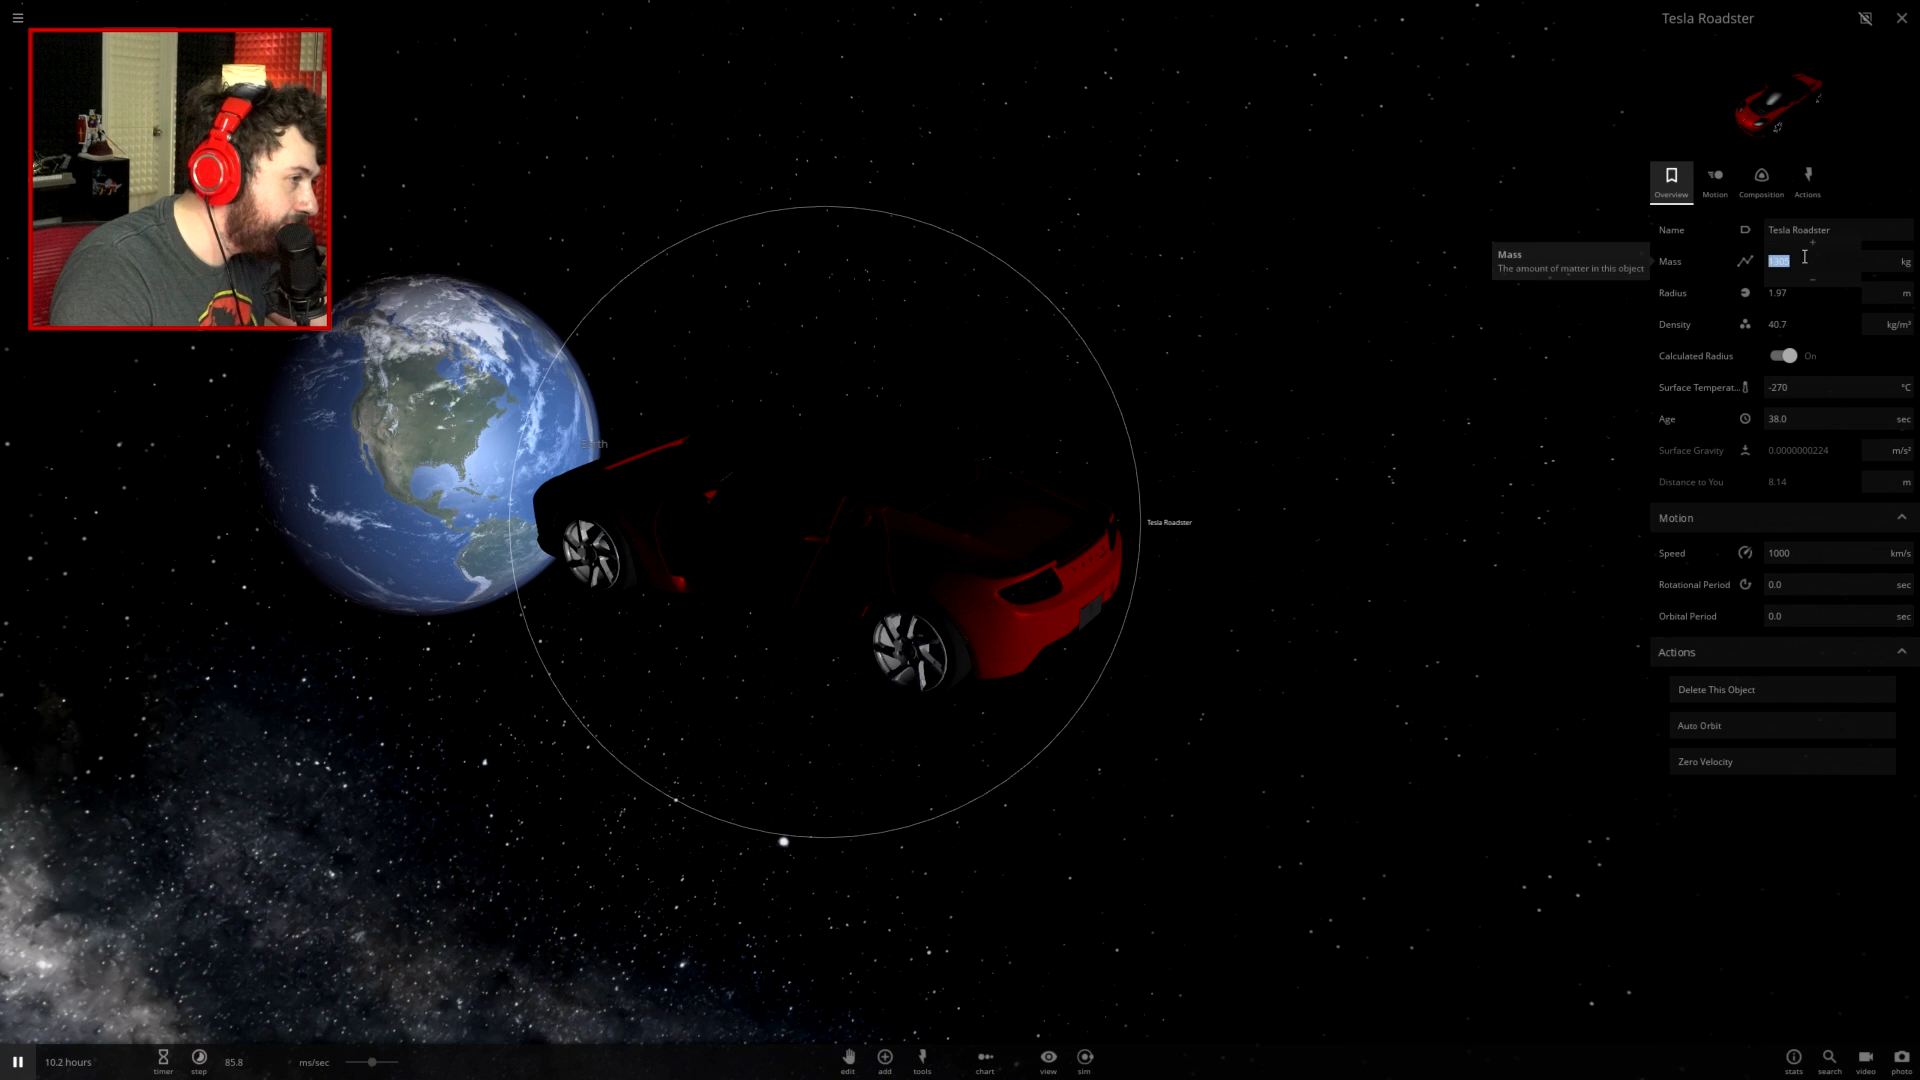 Tesla Roadster
Overview
Motion
Composition
Actions
Name
Tesla Roadster
Mass
The amount of matter in this object
Mass
1305
kg
Radius
1.97
m
Density
40.7
kg/m³
Calculated Radius
On
Surface Temperat...
-270
°C
Age
38.0
sec
Surface Gravity
0.0000000224
m/s²
Distance to You
8.14
m
Earth
Tesla Roadster
Motion
Speed
1000
km/s
Rotational Period
0.0
sec
Orbital Period
0.0
sec
Actions
Delete This Object
Auto Orbit
Zero Velocity
10.2 hours
timer
step
85.8
ms/sec
edit
add
tools
chart
view
sim
stats
search
video
photo